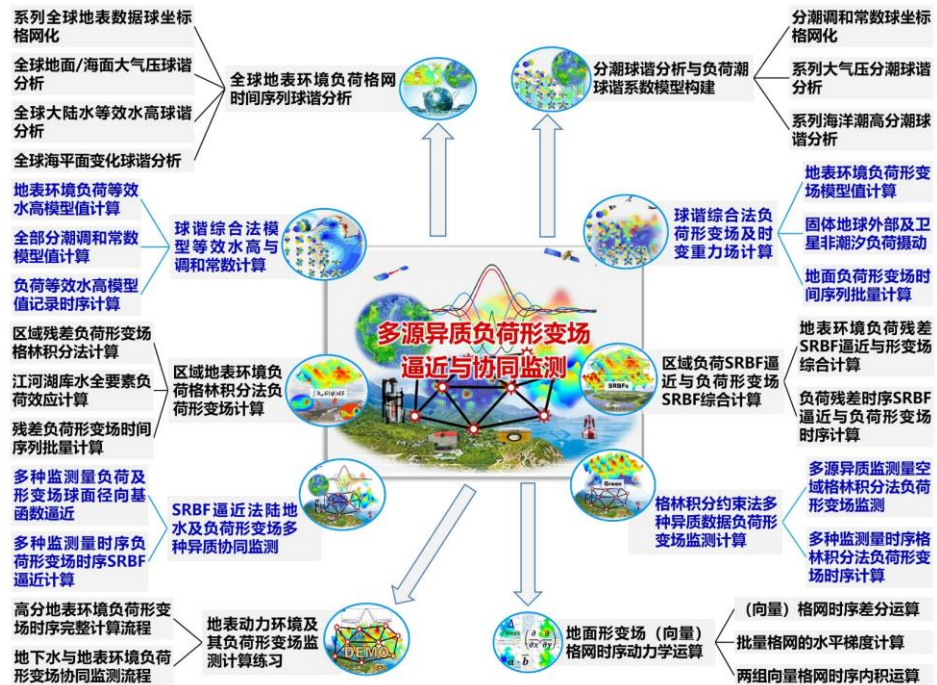 系列全球地表数据球坐标
格网化
全球地面/海面大气压球谐
分析
全球大陆水等效水高球谐
分析
全球海平面变化球谐分析
全球地表环境负荷格网
时间序列球谐分析
分潮球谐分析与负荷潮
球谐系数模型构建
分潮调和常数球坐标
格网化
系列大气压分潮球谐
分析
系列海洋潮高分潮球
谐分析
地表环境负荷等效
水高模型值计算
全部分潮调和常数
模型值计算
负荷等效水高模型
值记录时序计算
球谐综合法模
型等效水高与
调和常数计算
球谐综合法负
荷形变场及时
变重力场计算
地表环境负荷形变
场模型值计算
固体地球外部及卫
星非潮汐负荷摄动
地面负荷形变场时
间序列批量计算
多源异质负荷形变场
逼近与协同监测
区域残差负荷形变场
格林积分法计算
江河湖库水全要素负
荷效应计算
残差负荷形变场时间
序列批量计算
区域地表环境负
荷格林积分法负
荷形变场计算
SRBFs
区域负荷SRBF逼
近与负荷形变场
SRBF综合计算
地表环境负荷残差
SRBF逼近与形变场
综合计算
负荷残差时序SRBF
逼近与负荷形变场
时序计算
多种监测量负荷及
形变场球面径向基
函数逼近
多种监测量时序负
荷形变场时序SRBF
逼近计算
SRBF逼近法陆地
水及负荷形变场多
种异质协同监测
Green
格林积分约束法多
种异质数据负荷形
变场监测计算
多源异质监测量空
域格林积分法负荷
形变场监测
多种监测量时序格
林积分法负荷形变
场时序计算
高分地表环境负荷形变
场时序完整计算流程
地下水与地表环境负荷
形变场协同监测流程
地表动力环境及
其负荷形变场监
测计算练习
DEMO
地面形变场（向量）
格网时序动力学运算
（向量）格网时序差分运算
批量格网的水平梯度计算
两组向量格网时序内积运算